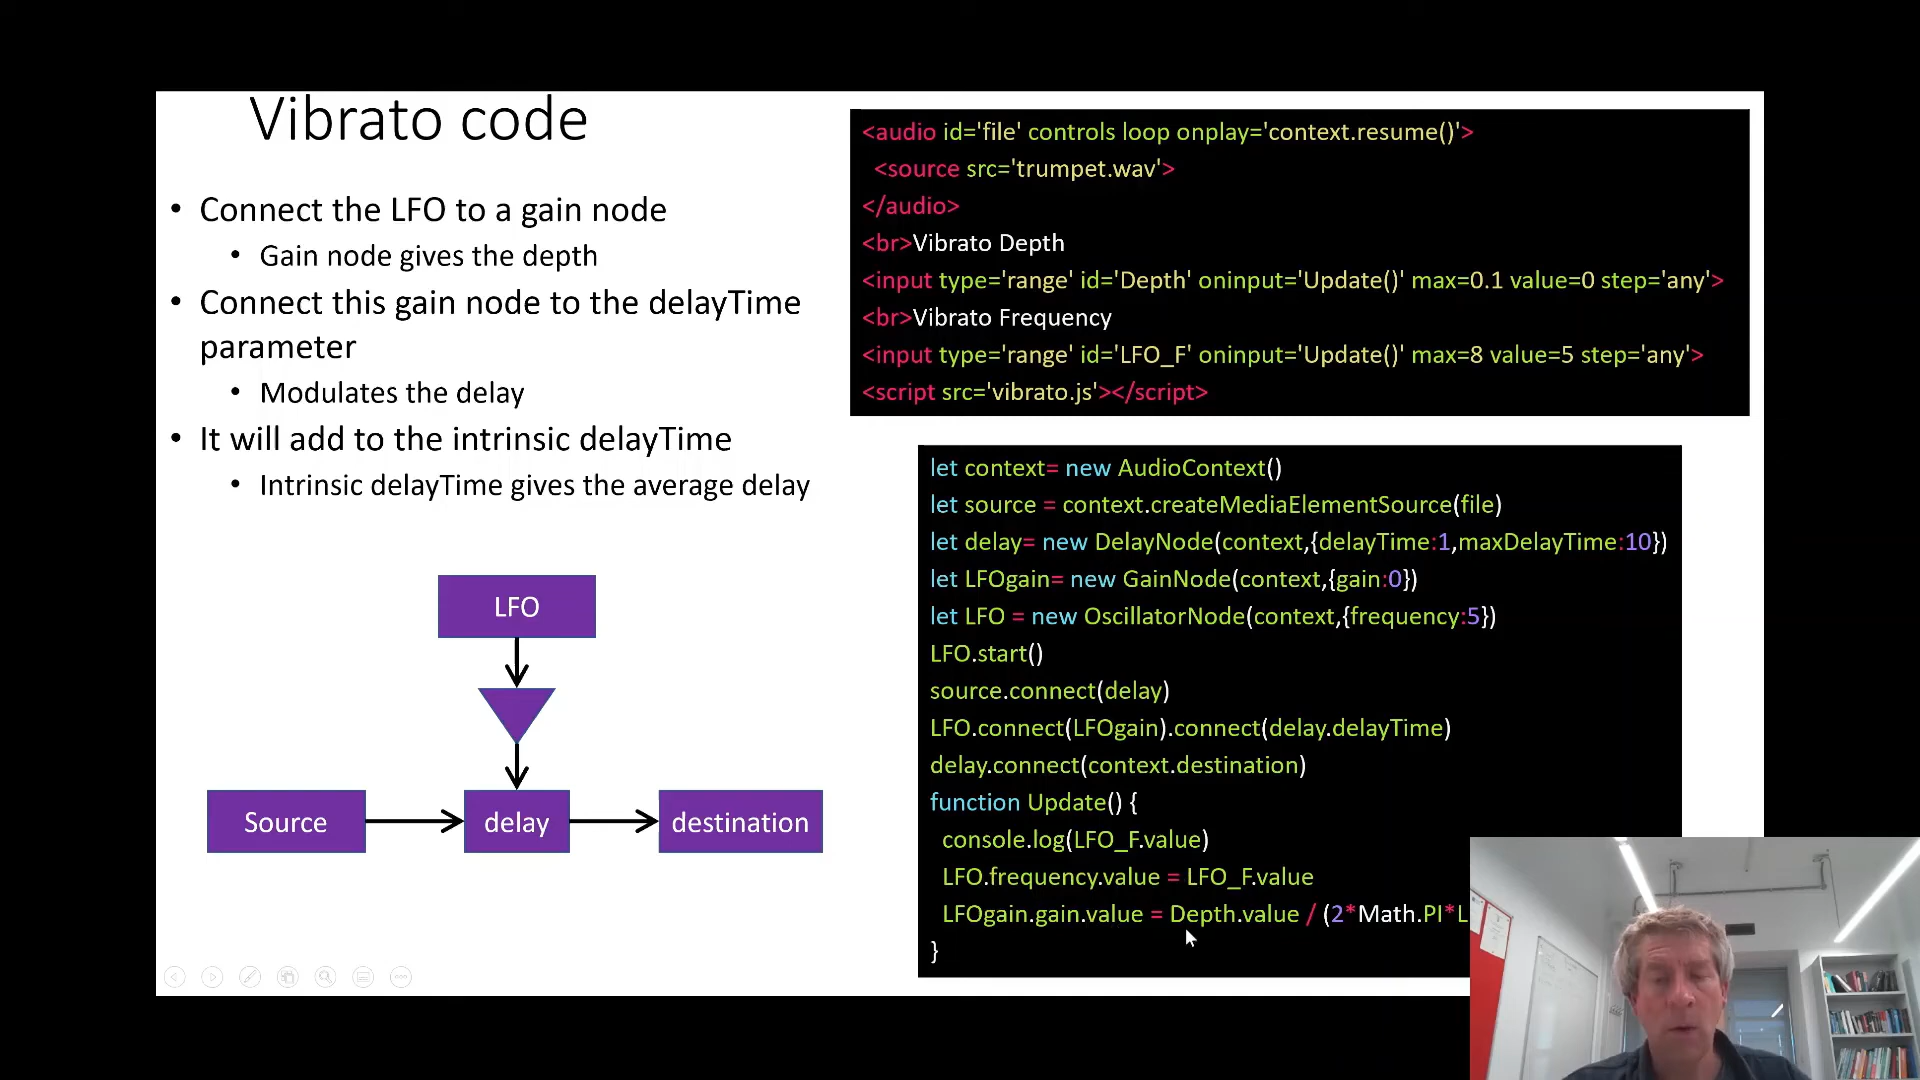 Vibrato code
• Connect the LFO to a gain node
• Gain node gives the depth
• Connect this gain node to the delayTime
parameter
• Modulates the delay
• It will add to the intrinsic delayTime
• Intrinsic delayTime gives the average delay
LFO
Source
delay
destination
<audio id='file' controls loop onplay='context.resume()'>
<source src='trumpet.wav'>
</audio>
<br>Vibrato Depth
<input type='range' id='Depth' oninput='Update()' max=0.1 value=0 step='any'>
<br>Vibrato Frequency
<input type='range' id='LFO_F' oninput='Update()' max=8 value=5 step='any'>
<script src='vibrato.js'></script>
let context= new AudioContext()
let source = context.createMediaElementSource(file)
let delay= new DelayNode(context,{delayTime:1,maxDelayTime:10})
let LFOgain= new GainNode(context,{gain:0})
let LFO = new OscillatorNode(context,{frequency:5})
LFO.start()
source.connect(delay)
LFO.connect(LFOgain).connect(delay.delayTime)
delay.connect(context.destination)
function Update() {
console.log(LFO_F.value)
LFO.frequency.value = LFO_F.value
LFOgain.gain.value = Depth.value / (2*Math.PI*L
}